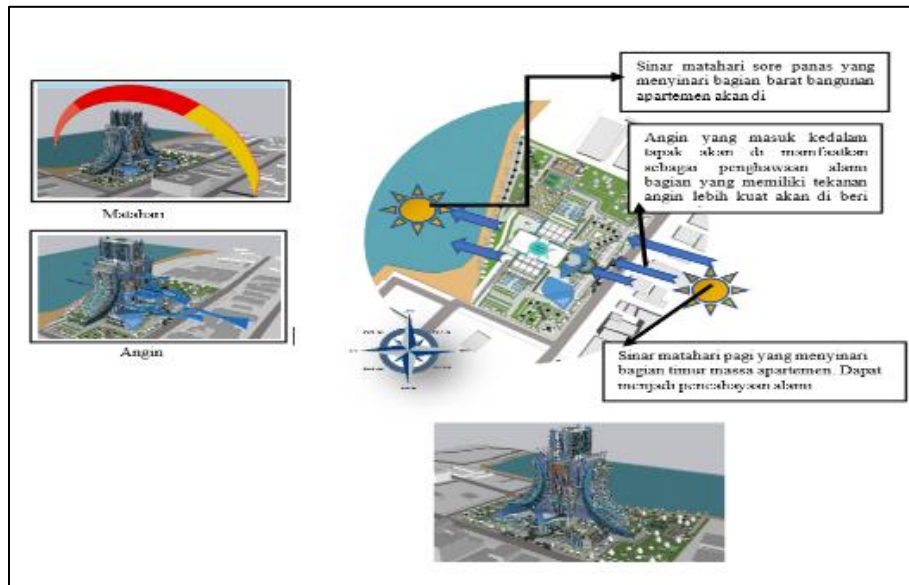 Sinar matahari sore panas yang
menyinari bagian barat bangunan
apartemen akan di
Angin yang masuk kedalam
tapak akan di manfaatkan
sebagai penghawaan alami
bagian yang memiliki tekanan
angin lebih kuat akan di beri
Matahari
Angin
Sinar matahari pagi yang menyinari
bagian timur massa apartemen. Dapat
menjadi pencahayaan alami